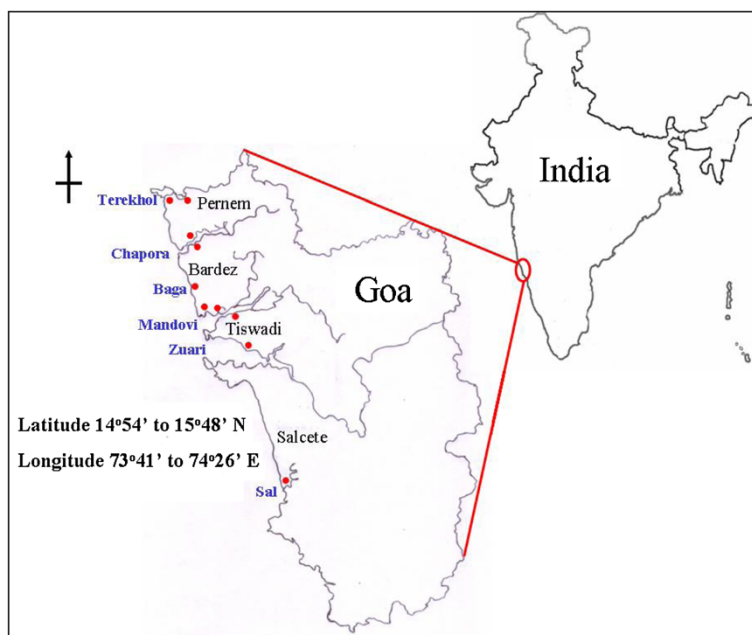 India
Terekhol
Pernem
Chapora
Bardez
Baga
Goa
Mandovi
Tiswadi
Zuari
Latitude 14°54’ to 15°48’ N
Salcete
Longitude 73°41’ to 74°26’ E
Sal